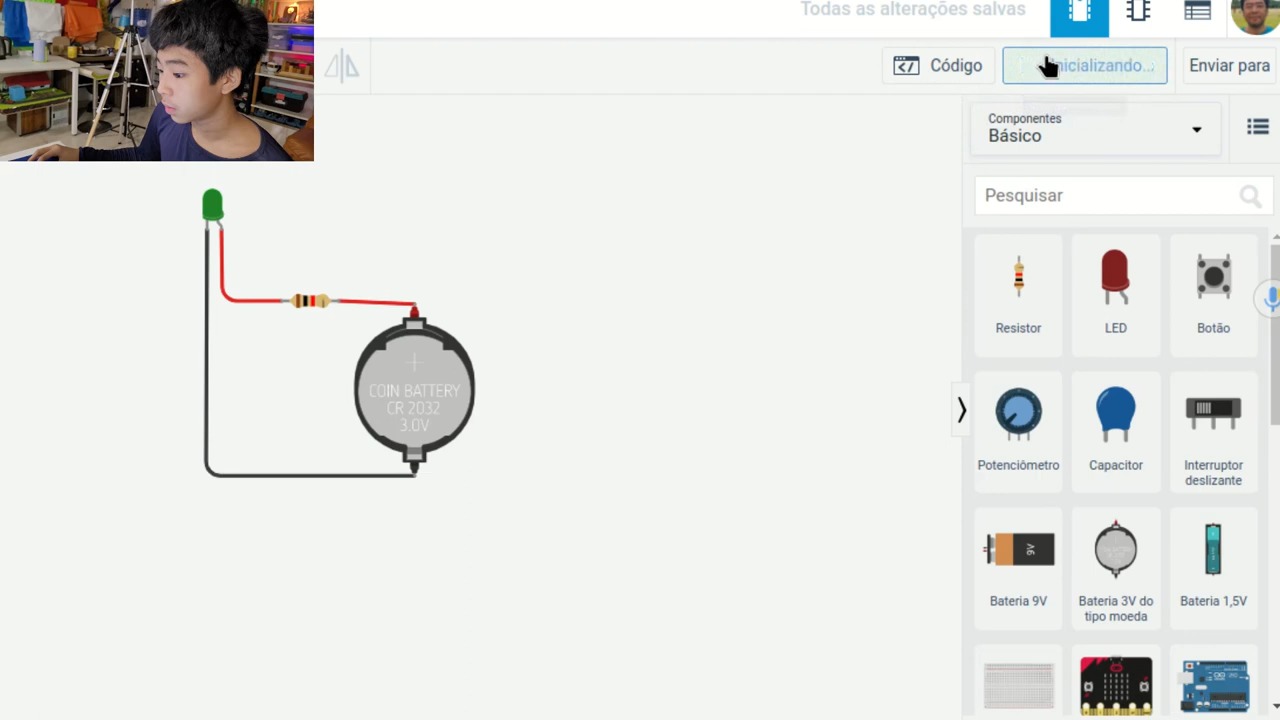 Todas as alterações salvas
Código
Inicializando...
Enviar para
Componentes
Básico
Pesquisar
Resistor
LED
Botão
COIN BATTERY
CR 2032
3.0V
Potenciômetro
Capacitor
Interruptor
deslizante
9V
Bateria 9V
Bateria 3V do
tipo moeda
Bateria 1,5V